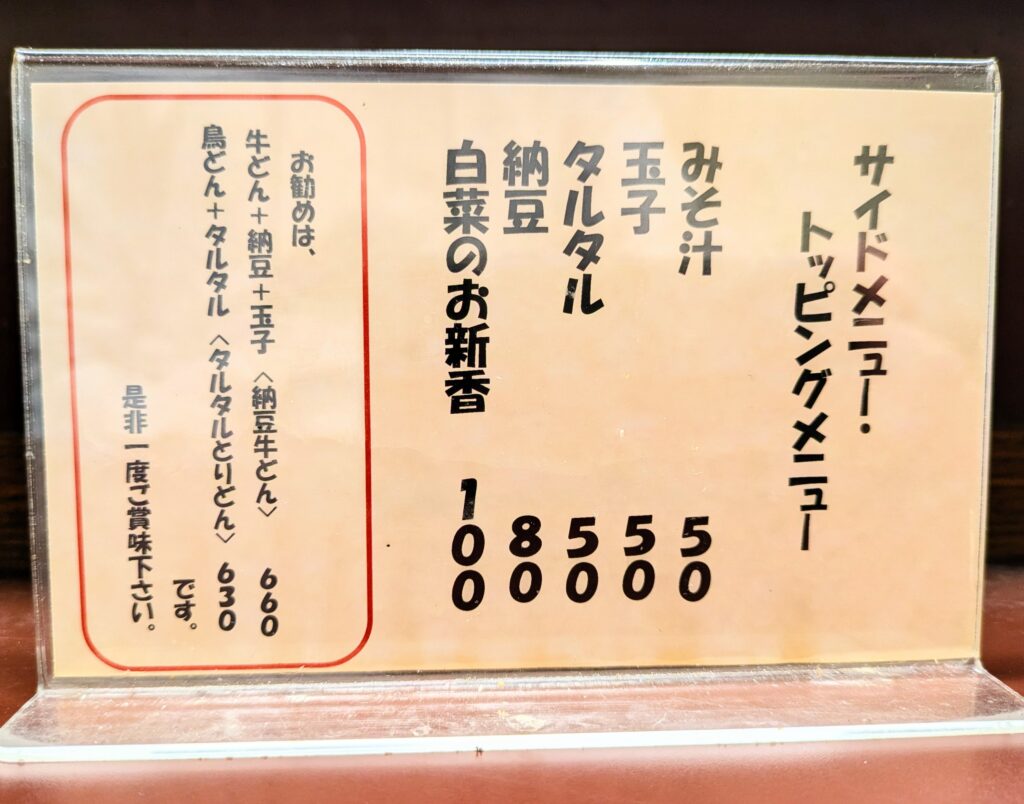 サイドメニュー・
トッピングメニュー
みそ汁 50
玉子 50
タルタル 50
納豆 80
白菜のお新香 100
お勧めは、
牛どん+納豆+玉子〈納豆牛どん〉 660
鳥どん+タルタル〈タルタルとりどん〉 630
です。
是非一度ご賞味下さい。